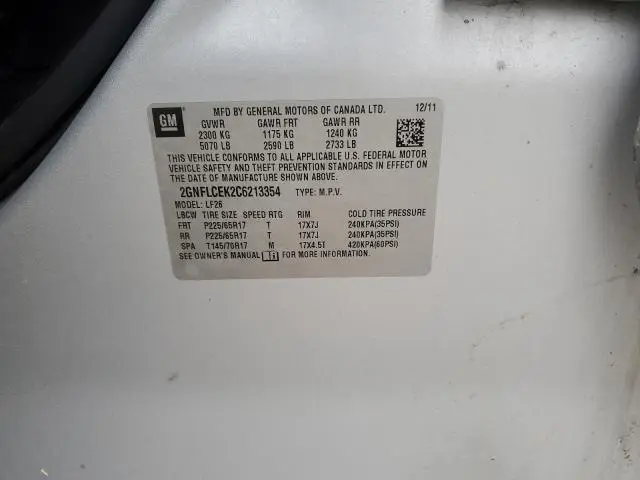 GM
MFD BY GENERAL MOTORS OF CANADA LTD. 12/11
GVWR GAWR FRT GAWR RR
2300 KG 1175 KG 1240 KG
5070 LB 2590 LB 2733 LB
THIS VEHICLE CONFORMS TO ALL APPLICABLE U.S. FEDERAL MOTOR
VEHICLE SAFETY AND THEFT PREVENTION STANDARDS IN EFFECT ON
THE DATE OF MANUFACTURE SHOWN ABOVE.
2GNFLCEK2C6213354 TYPE: M.P.V.
MODEL: LF26
LBCW TIRE SIZE SPEED RTG RIM COLD TIRE PRESSURE
FRT P225/65R17 T 17X7J 240KPA(35PSI)
RR P225/65R17 T 17X7J 240KPA(35PSI)
SPA T145/70R17 M 17X4.5T 420KPA(60PSI)
SEE OWNER'S MANUAL FOR MORE INFORMATION.